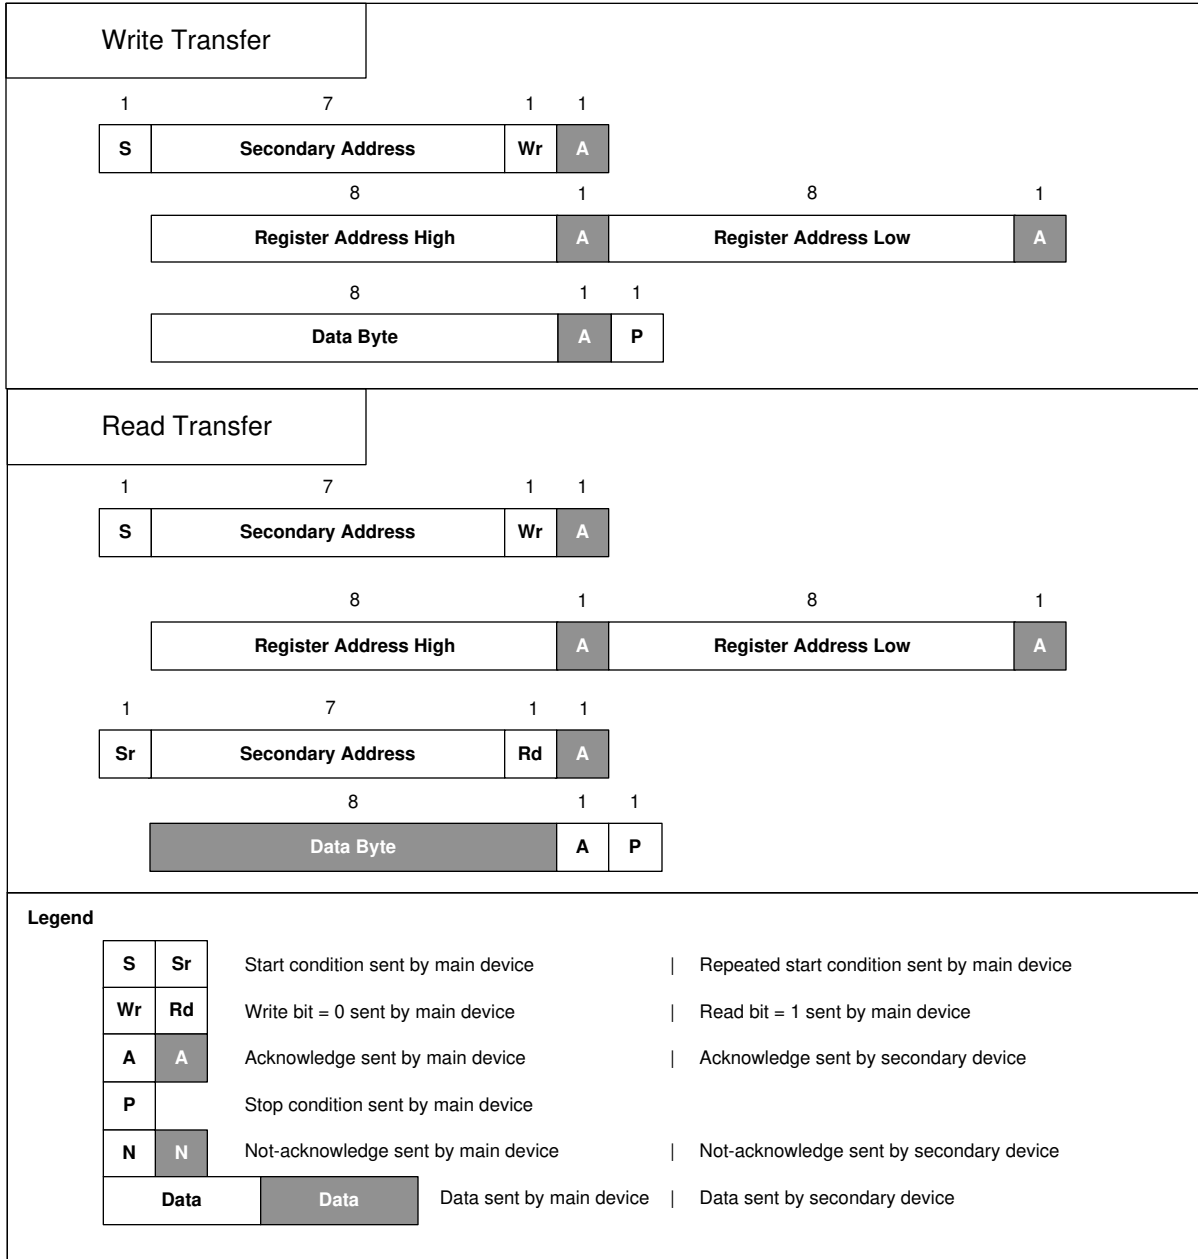 Write Transfer
1 7 1 1
S Secondary Address Wr A
8 1 8 1
Register Address High A Register Address Low A
8 1 1
Data Byte A P
Read Transfer
1 7 1 1
S Secondary Address Wr A
8 1 8 1
Register Address High A Register Address Low A
1 7 1 1
Sr Secondary Address Rd A
8 1 1
Data Byte A P
Legend
S Sr Start condition sent by main device | Repeated start condition sent by main device
Wr Rd Write bit = 0 sent by main device | Read bit = 1 sent by main device
A A Acknowledge sent by main device | Acknowledge sent by secondary device
P Stop condition sent by main device
N N Not-acknowledge sent by main device | Not-acknowledge sent by secondary device
Data Data Data sent by main device | Data sent by secondary device